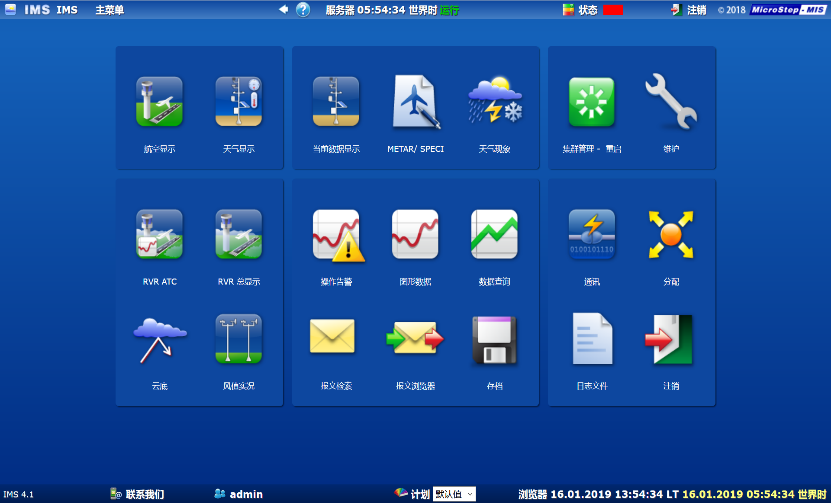 IMS IMS 主菜单 服务器 05:54:34 世界时 运行 状态 注销 © 2018 MicroStep - MIS
航空显示 天气显示 当前数据显示 METAR/ SPECI 天气现象 集群管理 - 重启 维护
0100101110
RVR ATC RVR 总显示 操作告警 图形数据 数据查询 通讯 分配
云底 风值实况 报文检索 报文浏览器 存档 日志文件 注销
IMS 4.1 联系我们 admin 计划 默认值 浏览器 16.01.2019 13:54:34 LT 16.01.2019 05:54:34 世界时